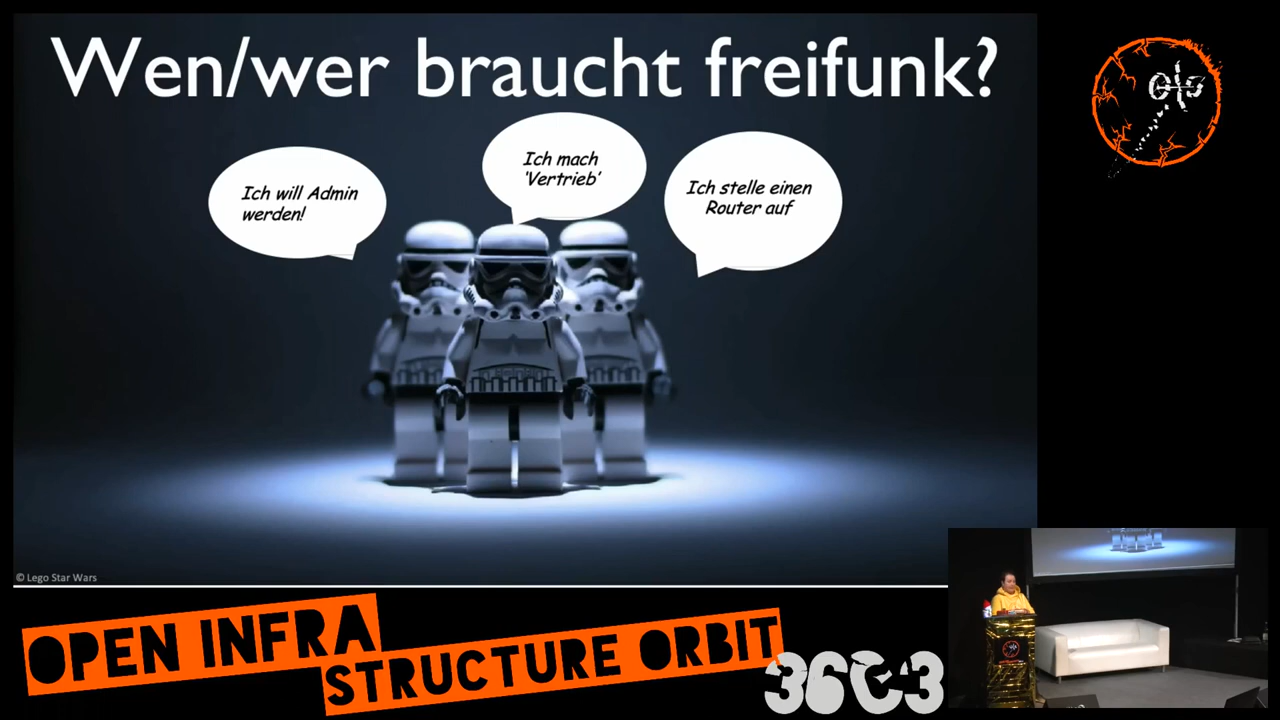 Wen/wer braucht freifunk?
Ich will Admin
werden!
Ich mach
'Vertrieb'
Ich stelle einen
Router auf
© Lego Star Wars
OPEN INFRA
STRUCTURE ORBIT
36C3